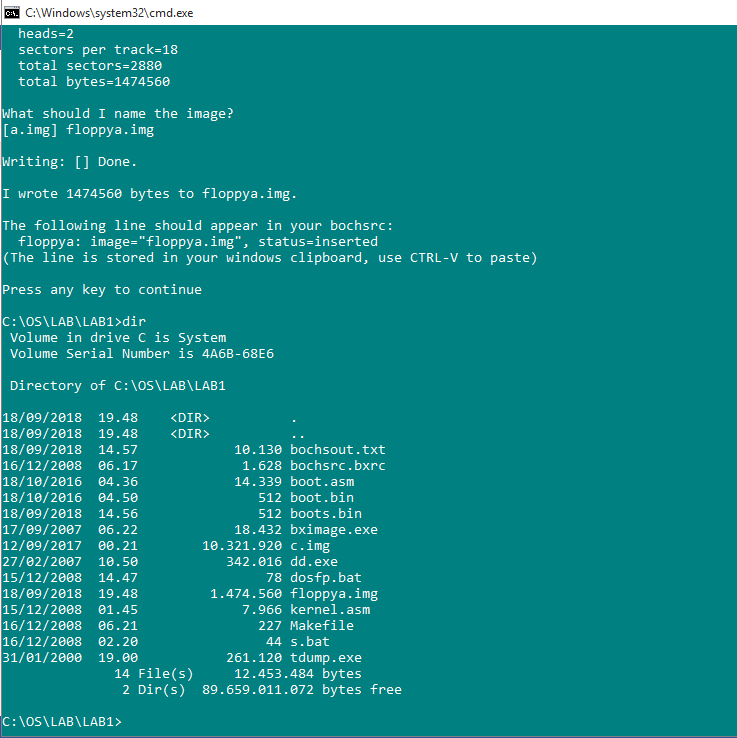 C:\Windows\system32\cmd.exe
heads=2
sectors per track=18
total sectors=2880
total bytes=1474560
What should I name the image?
[a.img] floppya.img
Writing: [] Done.
I wrote 1474560 bytes to floppya.img.
The following line should appear in your bochsrc:
floppya: image="floppya.img", status=inserted
(The line is stored in your windows clipboard, use CTRL-V to paste)
Press any key to continue
C:\OS\LAB\LAB1>dir
Volume in drive C is System
Volume Serial Number is 4A6B-68E6
Directory of C:\OS\LAB\LAB1
18/09/2018  19.48    <DIR>          .
18/09/2018  19.48    <DIR>          ..
18/09/2018  14.57            10.130 bochsout.txt
16/12/2008  06.17             1.628 bochsrc.bxrc
18/10/2016  04.36            14.339 boot.asm
18/10/2016  04.50               512 boot.bin
18/09/2018  14.56               512 boots.bin
17/09/2007  06.22            18.432 bximage.exe
12/09/2017  00.21        10.321.920 c.img
27/02/2007  10.50           342.016 dd.exe
15/12/2008  14.47                78 dosfp.bat
18/09/2018  19.48         1.474.560 floppya.img
15/12/2008  01.45             7.966 kernel.asm
16/12/2008  06.21               227 Makefile
16/12/2008  02.20                44 s.bat
31/01/2000  19.00           261.120 tdump.exe
14 File(s)     12.453.484 bytes
2 Dir(s)  89.659.011.072 bytes free
C:\OS\LAB\LAB1>